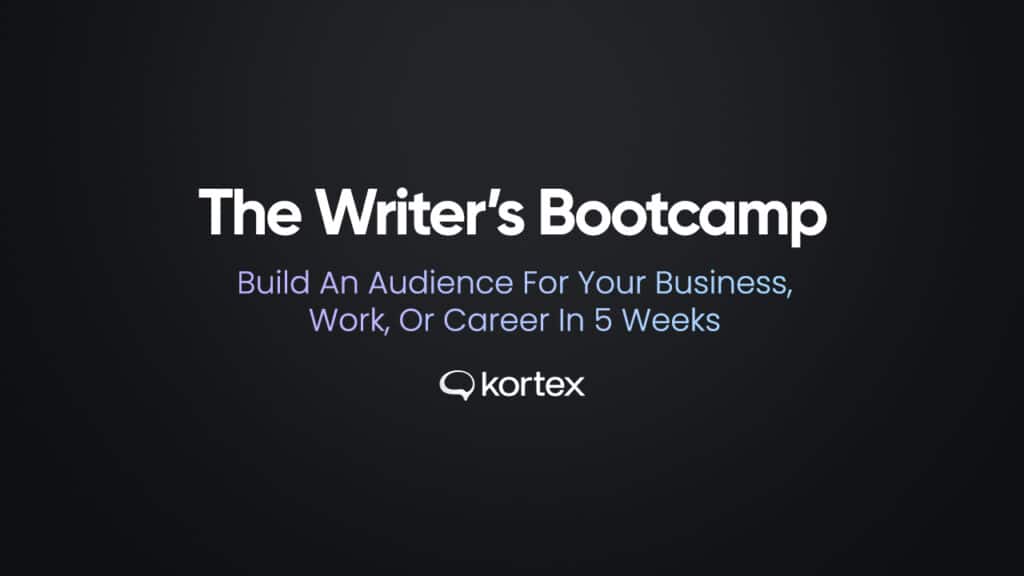 The Writer’s Bootcamp
Build An Audience For Your Business,
Work, Or Career In 5 Weeks
kortex